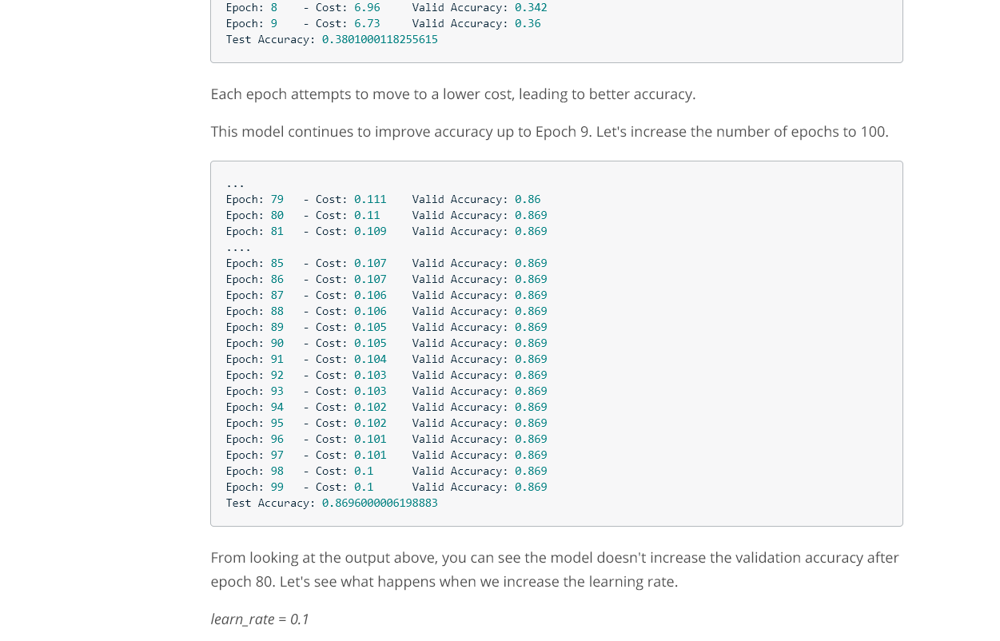 Epoch: 8    - Cost: 6.96     Valid Accuracy: 0.342
Epoch: 9    - Cost: 6.73     Valid Accuracy: 0.36
Test Accuracy: 0.3801000118255615
Each epoch attempts to move to a lower cost, leading to better accuracy.
This model continues to improve accuracy up to Epoch 9. Let's increase the number of epochs to 100.
...
Epoch: 79   - Cost: 0.111    Valid Accuracy: 0.86
Epoch: 80   - Cost: 0.11     Valid Accuracy: 0.869
Epoch: 81   - Cost: 0.109    Valid Accuracy: 0.869
....
Epoch: 85   - Cost: 0.107    Valid Accuracy: 0.869
Epoch: 86   - Cost: 0.107    Valid Accuracy: 0.869
Epoch: 87   - Cost: 0.106    Valid Accuracy: 0.869
Epoch: 88   - Cost: 0.106    Valid Accuracy: 0.869
Epoch: 89   - Cost: 0.105    Valid Accuracy: 0.869
Epoch: 90   - Cost: 0.105    Valid Accuracy: 0.869
Epoch: 91   - Cost: 0.104    Valid Accuracy: 0.869
Epoch: 92   - Cost: 0.103    Valid Accuracy: 0.869
Epoch: 93   - Cost: 0.103    Valid Accuracy: 0.869
Epoch: 94   - Cost: 0.102    Valid Accuracy: 0.869
Epoch: 95   - Cost: 0.102    Valid Accuracy: 0.869
Epoch: 96   - Cost: 0.101    Valid Accuracy: 0.869
Epoch: 97   - Cost: 0.101    Valid Accuracy: 0.869
Epoch: 98   - Cost: 0.1      Valid Accuracy: 0.869
Epoch: 99   - Cost: 0.1      Valid Accuracy: 0.869
Test Accuracy: 0.8696000006198883
From looking at the output above, you can see the model doesn't increase the validation accuracy after
epoch 80. Let's see what happens when we increase the learning rate.
learn_rate = 0.1